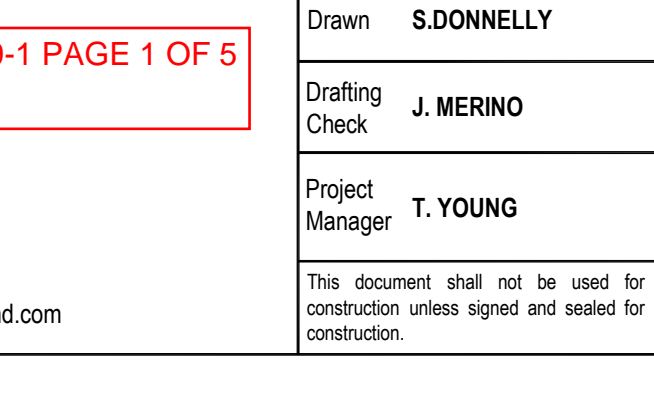 -1 PAGE 1 OF 5
Drawn S.DONNELLY
Drafting
Check J. MERINO
Project
Manager T. YOUNG
This document shall not be used for
construction unless signed and sealed for
construction.
d.com